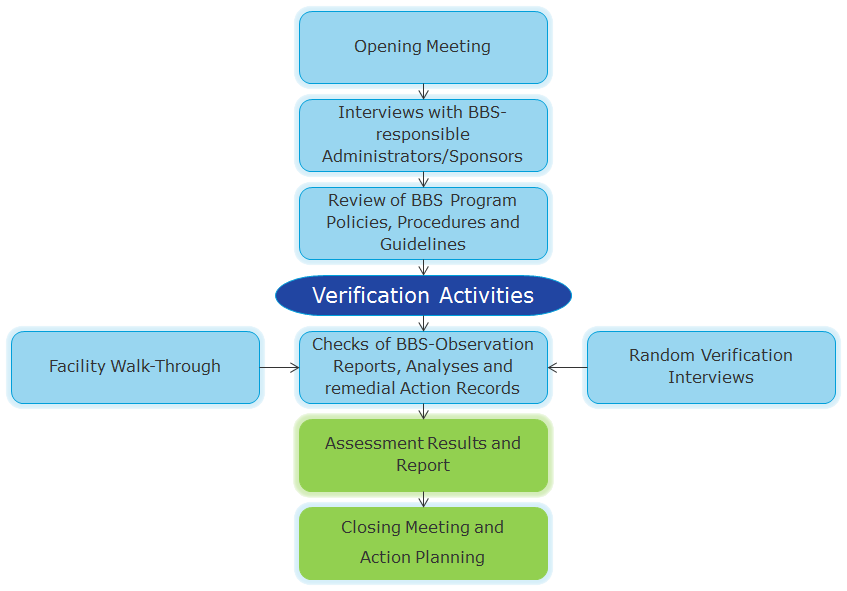 Opening Meeting
Interviews with BBS-
responsible
Administrators/Sponsors
Review of BBS Program
Policies, Procedures and
Guidelines
Verification Activities
Facility Walk-Through
Checks of BBS-Observation
Reports, Analyses and
remedial Action Records
Random Verification
Interviews
Assessment Results and
Report
Closing Meeting and
Action Planning